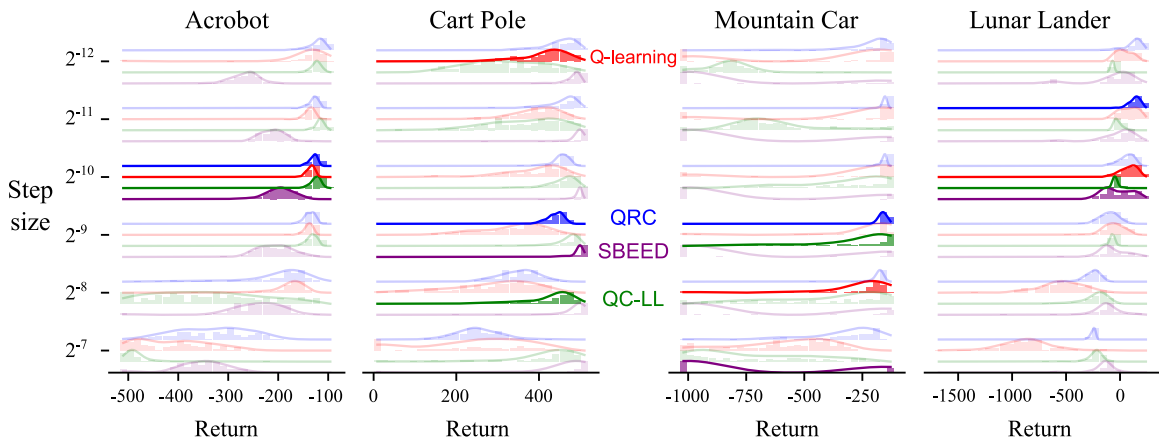 Acrobot Cart Pole Mountain Car Lunar Lander
2-12
Q-learning
2-11
2-10
Step
size
2-9
QRC
SBEED
2-8
QC-LL
2-7
-500 -400 -300 -200 -100 0 200 400 -1000 -750 -500 -250 -1500 -1000 -500 0
Return Return Return Return